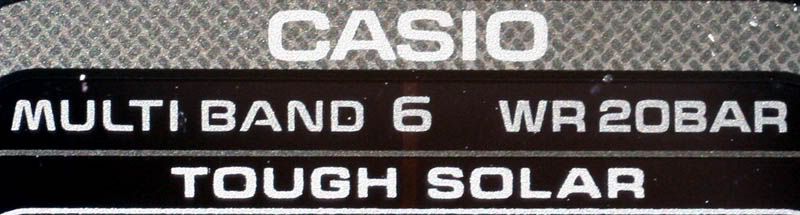 CASIO
MULTI BAND 6 WR 20BAR
TOUGH SOLAR